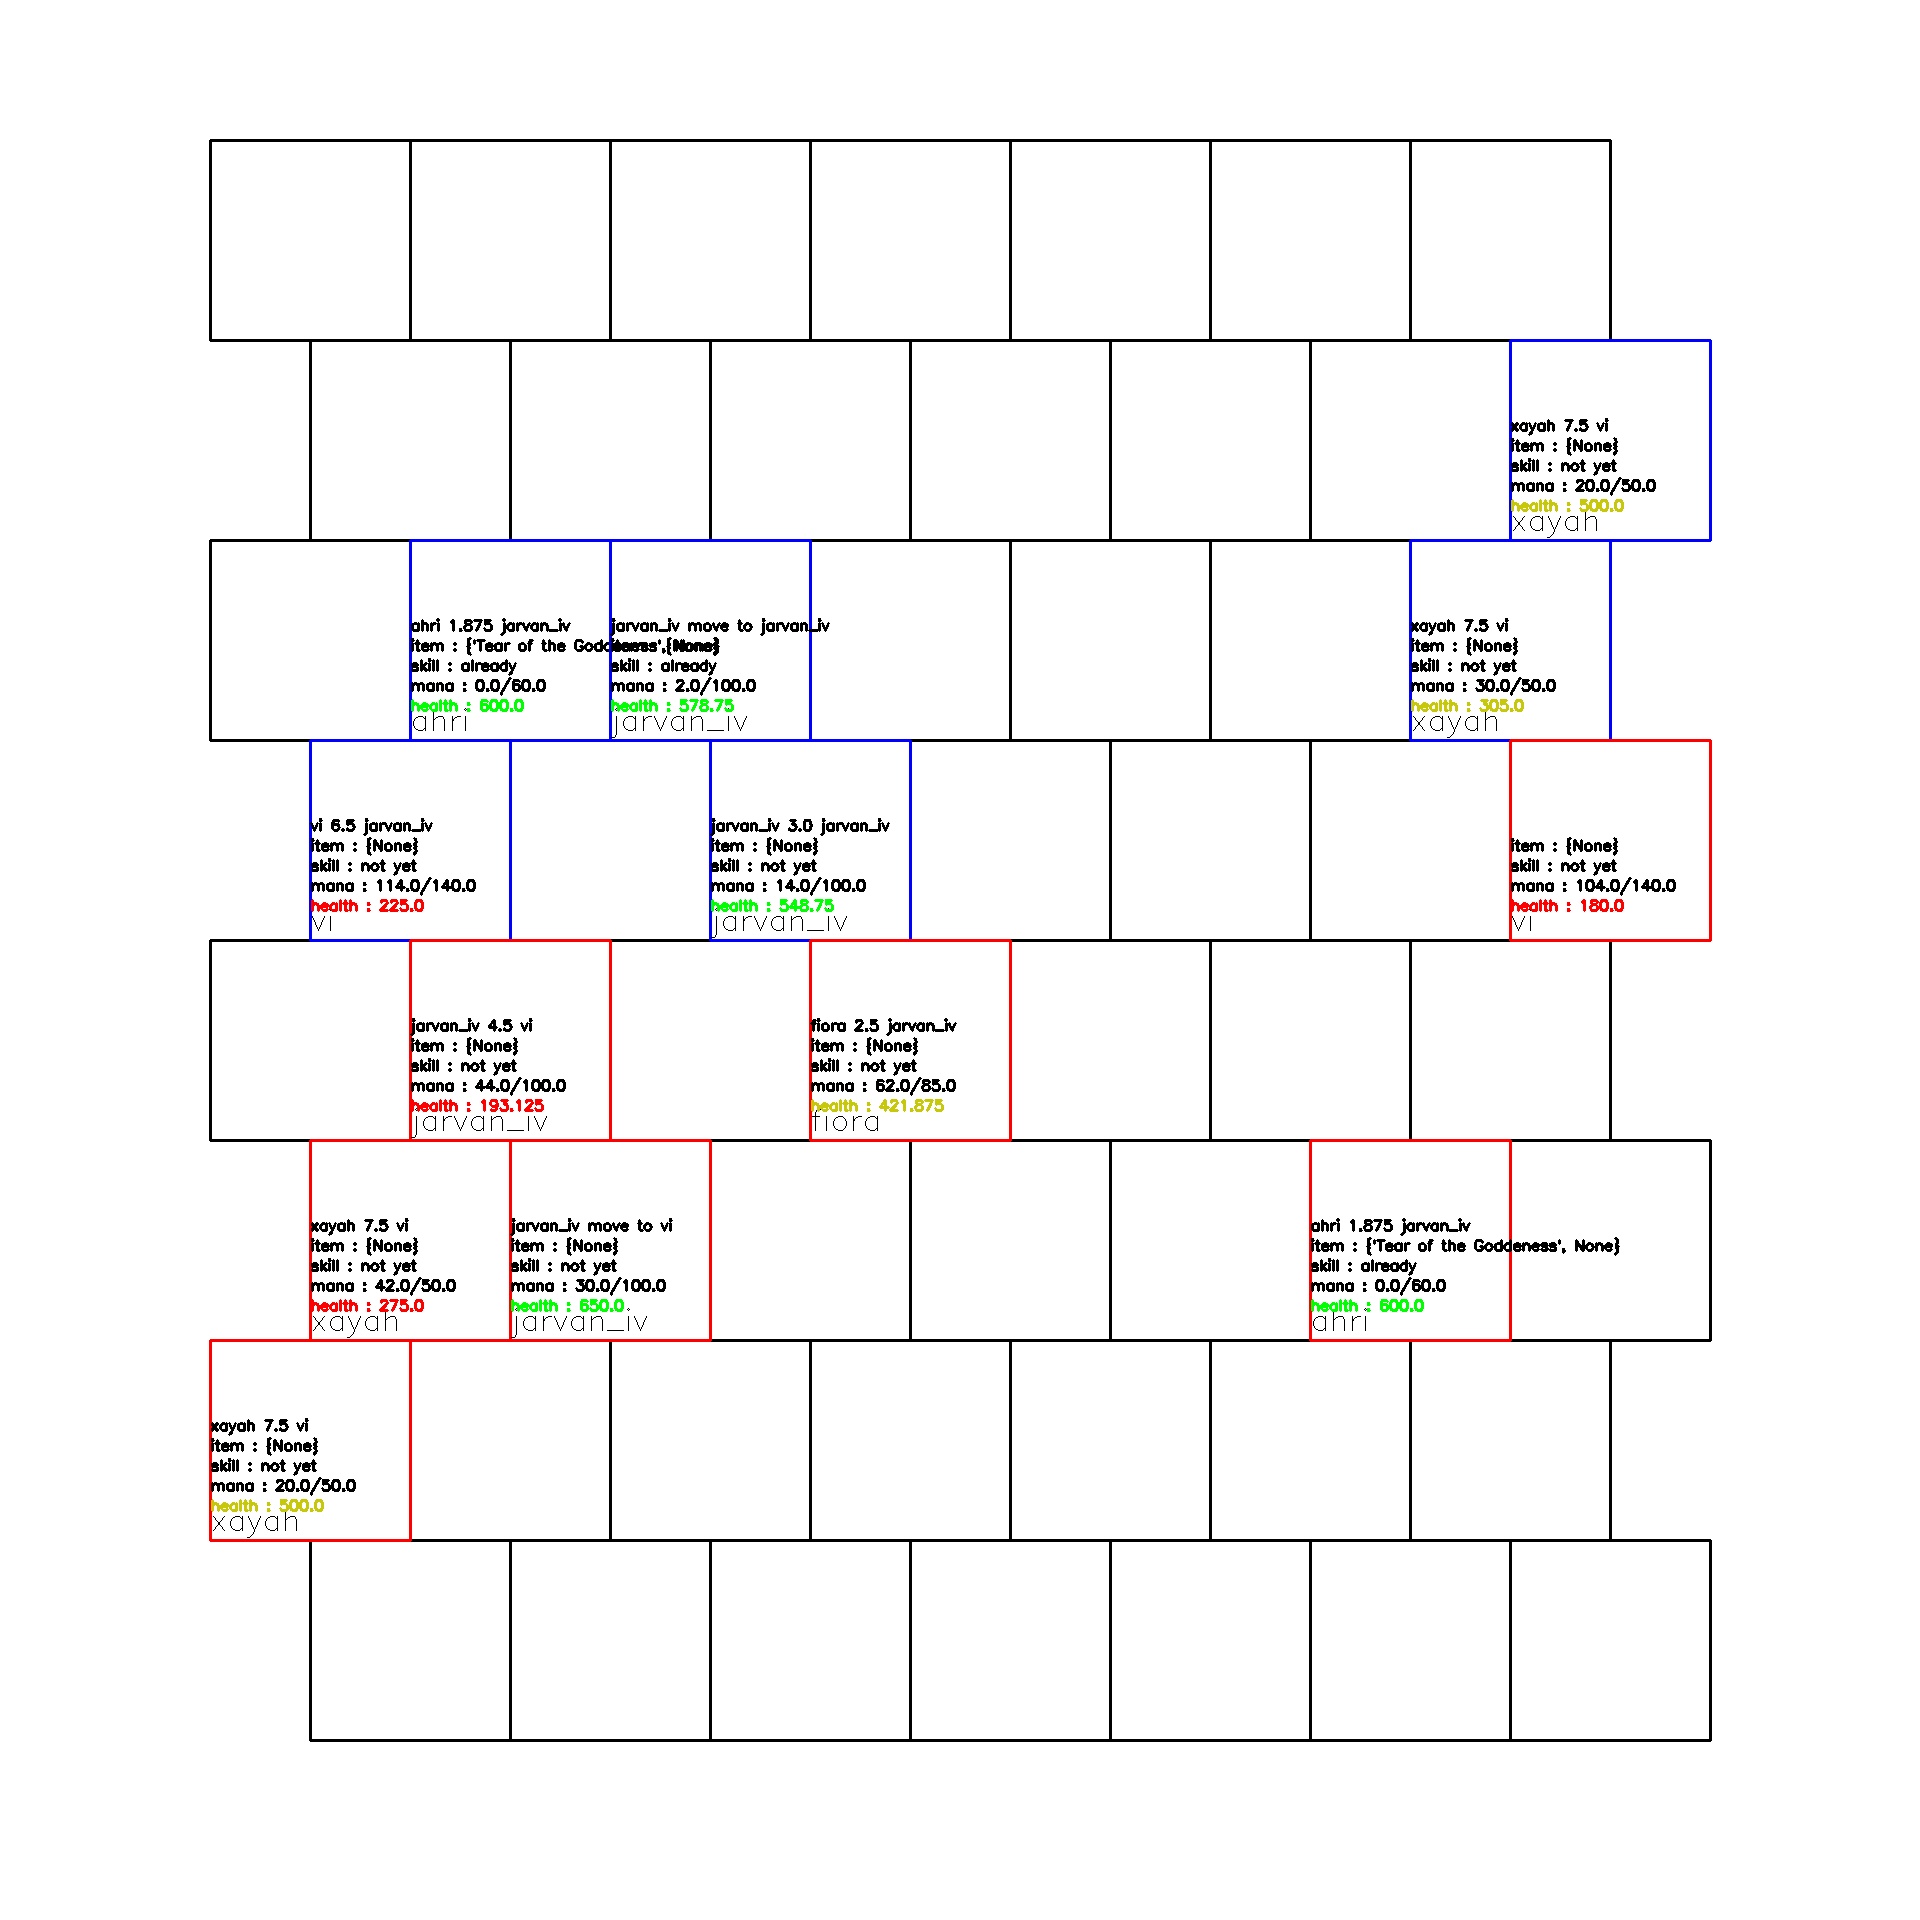 xayah 7.5 vi
item : {None}
skill : not yet
mana : 20.0/50.0
health : 500.0
xayah
ahri 1.875 jarvan_iv
item : {'Tear of the Goddeness', None}
skill : already
mana : 0.0/60.0
health : 600.0
ahri
jarvan_iv move to jarvan_iv
item : {None}
skill : already
mana : 2.0/100.0
health : 578.75
jarvan_iv
xayah 7.5 vi
item : {None}
skill : not yet
mana : 30.0/50.0
health : 305.0
xayah
vi 6.5 jarvan_iv
item : {None}
skill : not yet
mana : 114.0/140.0
health : 225.0
vi
jarvan_iv 3.0 jarvan_iv
item : {None}
skill : not yet
mana : 14.0/100.0
health : 548.75
jarvan_iv
item : {None}
skill : not yet
mana : 104.0/140.0
health : 180.0
vi
jarvan_iv 4.5 vi
item : {None}
skill : not yet
mana : 44.0/100.0
health : 193.125
jarvan_iv
fiora 2.5 jarvan_iv
item : {None}
skill : not yet
mana : 62.0/85.0
health : 421.875
fiora
xayah 7.5 vi
item : {None}
skill : not yet
mana : 42.0/50.0
health : 275.0
xayah
jarvan_iv move to vi
item : {None}
skill : not yet
mana : 30.0/100.0
health : 650.0
jarvan_iv
ahri 1.875 jarvan_iv
item : {'Tear of the Goddeness', None}
skill : already
mana : 0.0/60.0
health : 600.0
ahri
xayah 7.5 vi
item : {None}
skill : not yet
mana : 20.0/50.0
health : 500.0
xayah